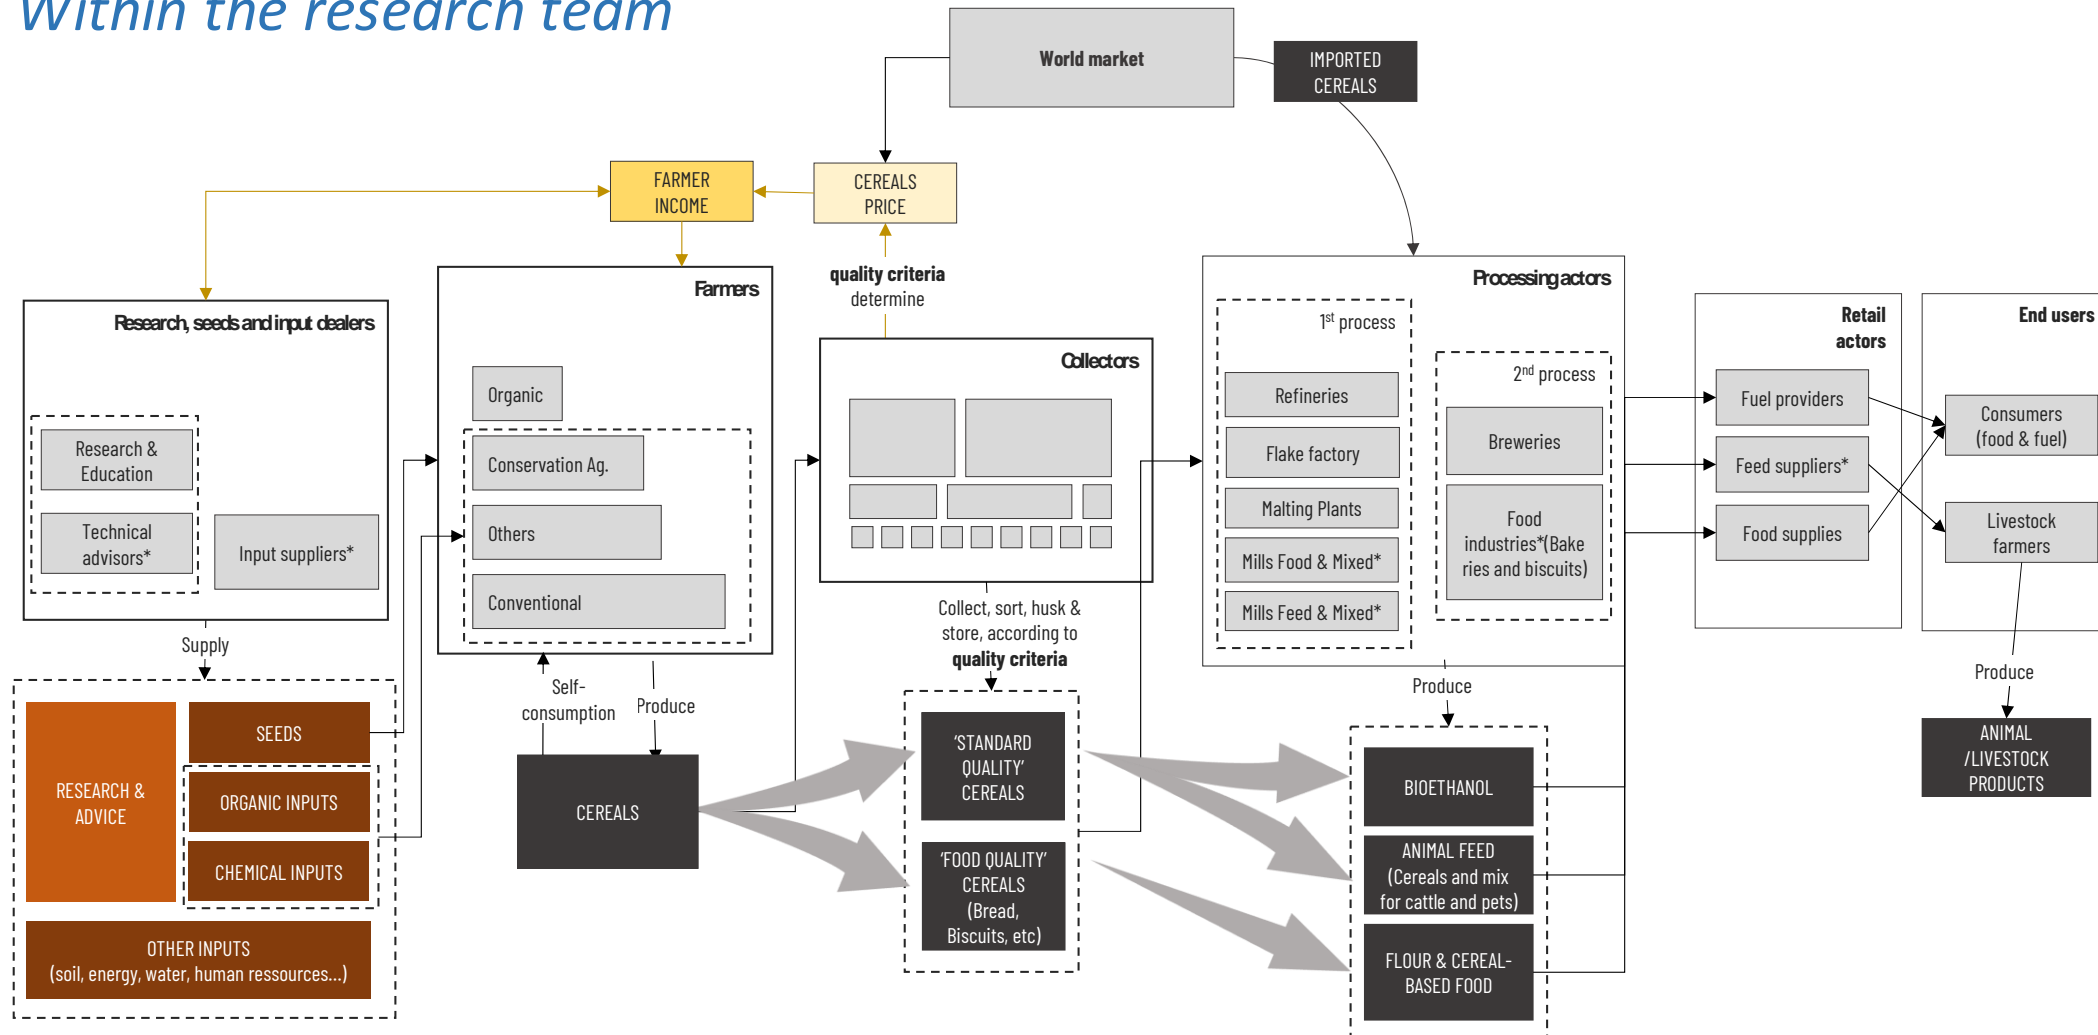 Within the research team
World market
IMPORTED
CEREALS
FARMER
INCOME
CEREALS
PRICE
quality criteria
determine
Research, seeds and input dealers
Research &
Education
Technical
advisors*
Input suppliers*
Supply
RESEARCH &
ADVICE
SEEDS
ORGANIC INPUTS
CHEMICAL INPUTS
OTHER INPUTS
(soil, energy, water, human ressources...)
Farmers
Organic
Conservation Ag.
Others
Conventional
Self-
consumption
Produce
CEREALS
Collectors
Collect, sort, husk &
store, according to
quality criteria
'STANDARD
QUALITY'
CEREALS
'FOOD QUALITY'
CEREALS
(Bread,
Biscuits, etc)
Processing actors
1st process
Refineries
Flake factory
Malting Plants
Mills Food & Mixed*
Mills Feed & Mixed*
2nd process
Breweries
Food
industries*(Bake
ries and biscuits)
Produce
BIOETHANOL
ANIMAL FEED
(Cereals and mix
for cattle and pets)
FLOUR & CEREAL-
BASED FOOD
Retail
actors
Fuel providers
Feed suppliers*
Food supplies
End users
Consumers
(food & fuel)
Livestock
farmers
Produce
ANIMAL
/LIVESTOCK
PRODUCTS